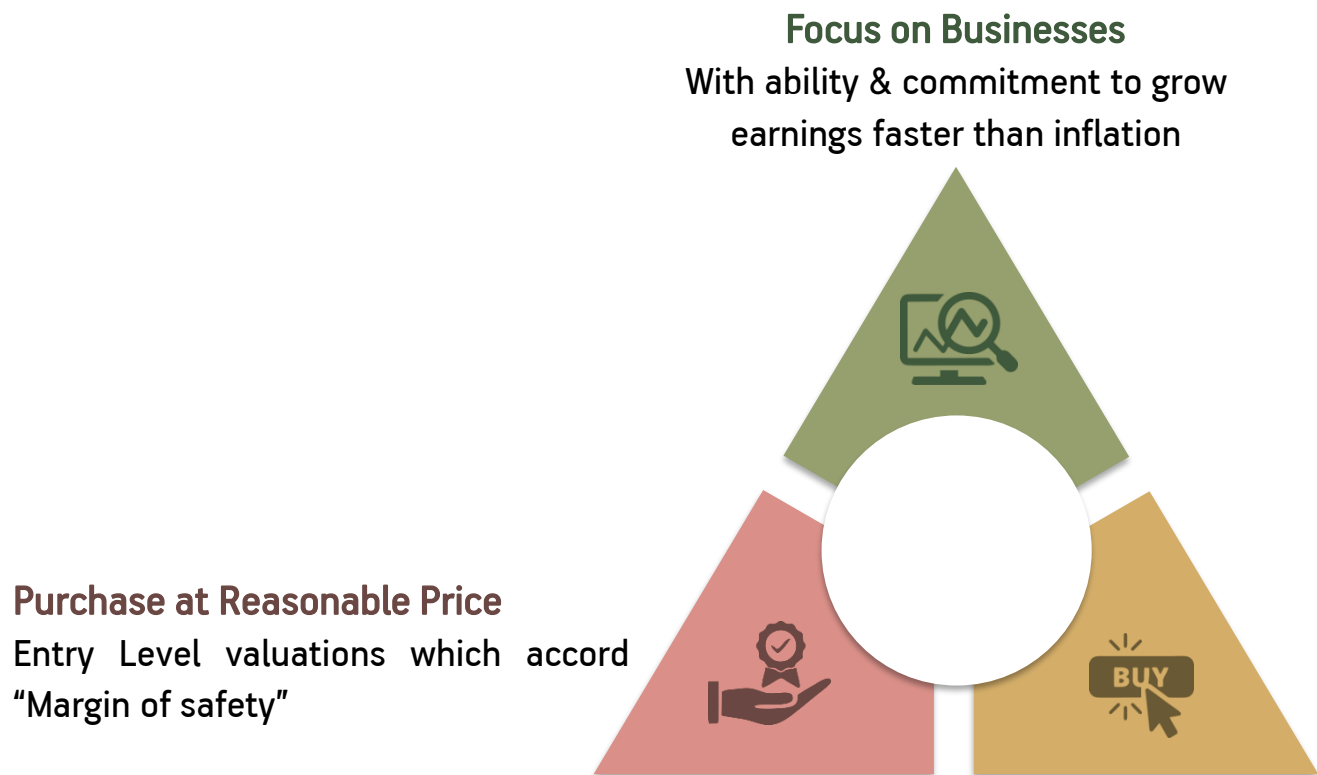 Focus on Businesses
With ability & commitment to grow
earnings faster than inflation
BUY
Purchase at Reasonable Price
Entry Level valuations which accord
“Margin of safety”